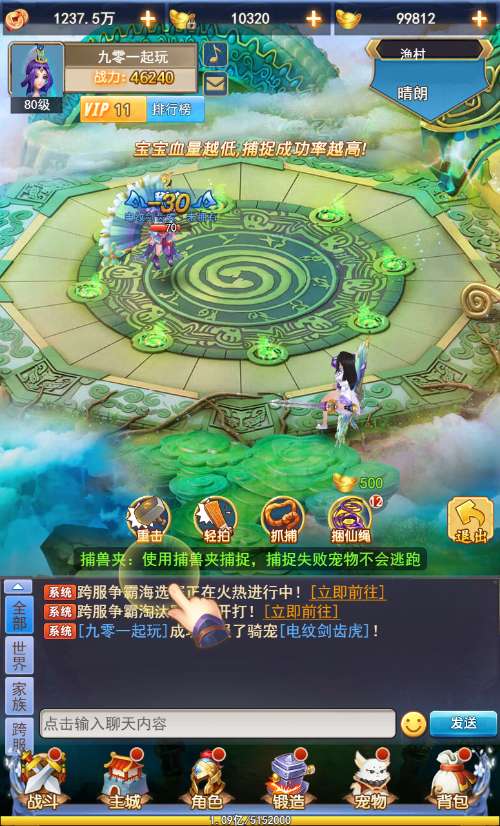 1237.5万
10320
99812
九零一起玩
战力:46240
80级
VIP 11
排行榜
渔村
晴朗
宝宝血量越低,捕捉成功率越高!
-30
70
500
12
重击
轻拍
抓捕
捆仙绳
退出
捕兽夹：使用捕兽夹捕捉，捕捉失败宠物不会逃跑
系统 跨服争霸海选 正在火热进行中！[立即前往]
系统 跨服争霸淘汰 开打！[立即前往]
系统 [九零一起玩]成 了骑宠[电纹剑齿虎]！
全部
世界
家族
跨服
点击输入聊天内容
发送
战斗
主城
角色
锻造
宠物
背包
1.09亿/5152000